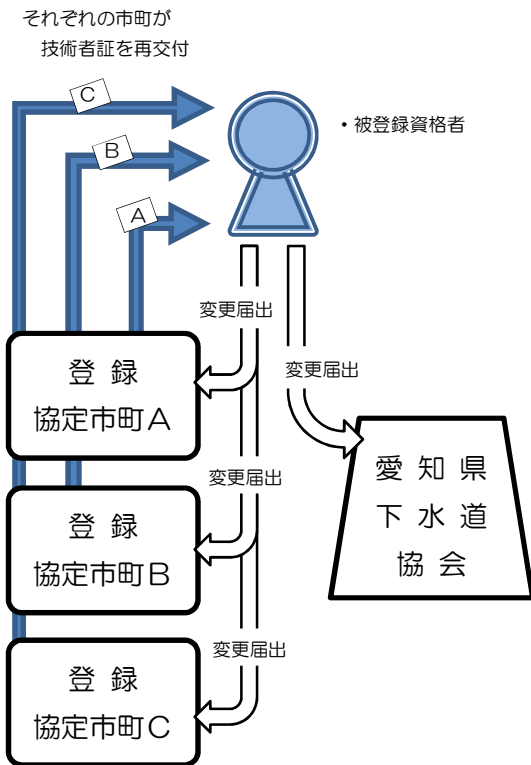 それぞれの市町が
技術者証を再交付
C
B
A
・被登録資格者
変更届出
変更届出
登 録
協定市町A
愛 知 県
下 水 道
協 会
変更届出
登 録
協定市町B
変更届出
登 録
協定市町C